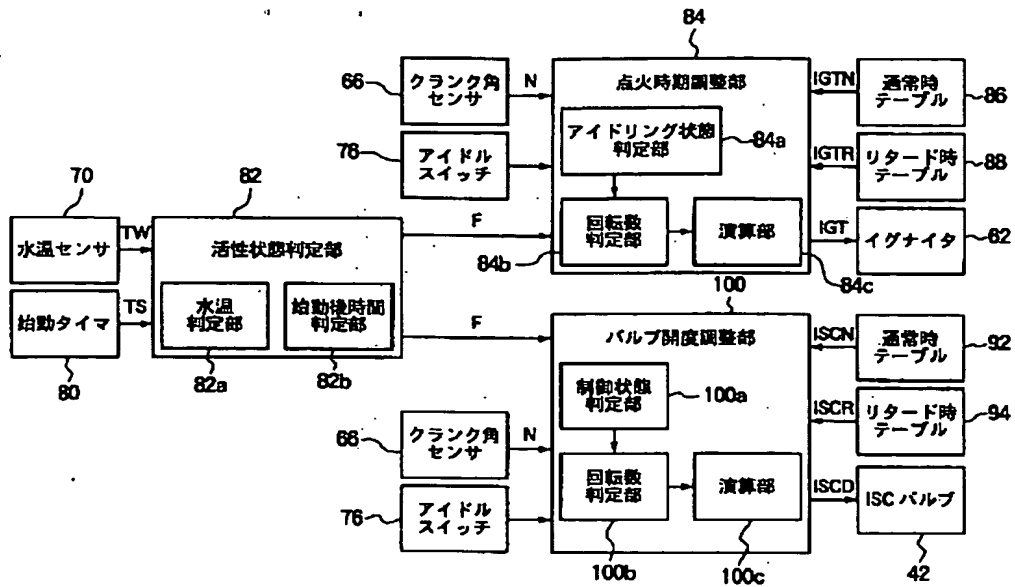 84
66
クランク角
センサ
N
点火時期調整部
IGTN
通常時
テーブル
86
アイドリング状態
判定部
84a
78
アイドル
スイッチ
IGTR
リタード時
テーブル
88
70
水温センサ
TW
82
活性状態判定部
F
回転数
判定部
84b
演算部
84c
IGT
イグナイタ
62
始動タイマ
80
TS
水温
判定部
82a
始動後時間
判定部
82b
F
100
バルブ開度調整部
ISCN
通常時
テーブル
92
制御状態
判定部
100a
ISCR
リタード時
テーブル
94
66
クランク角
センサ
N
回転数
判定部
100b
演算部
100c
ISCD
ISCバルブ
42
76
アイドル
スイッチ